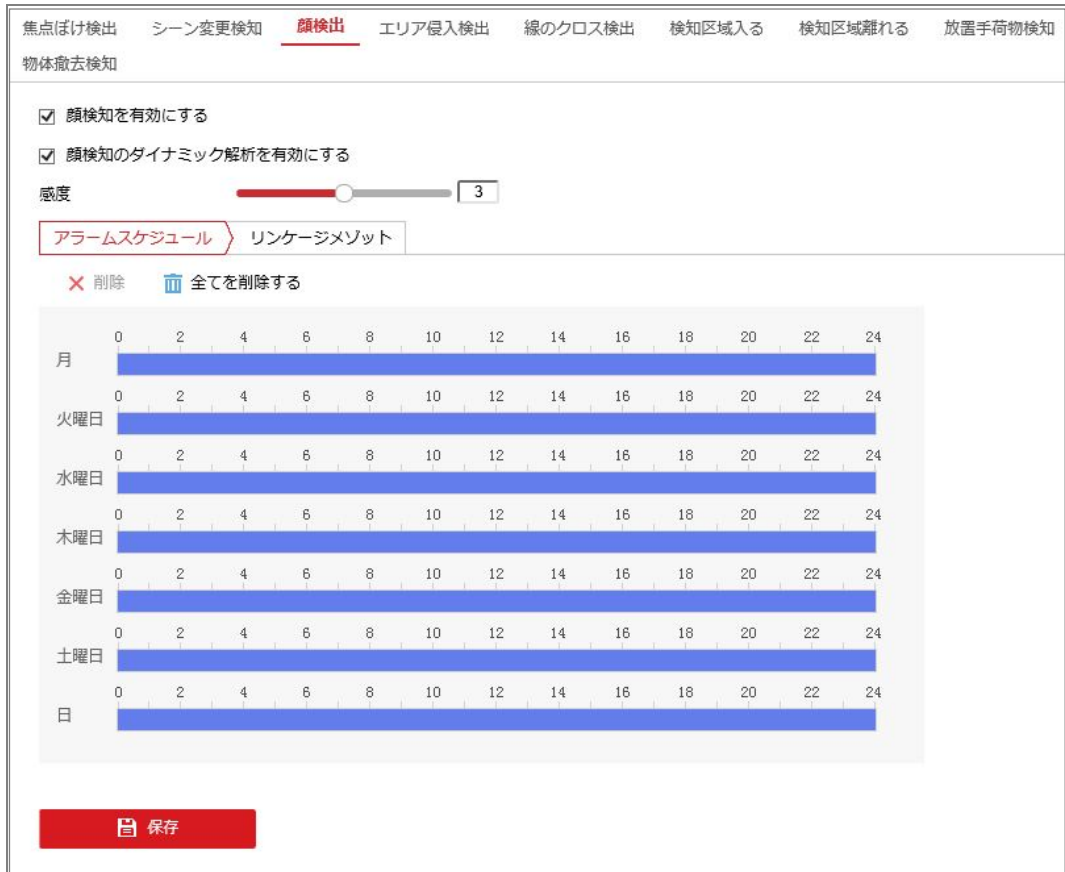 焦点ぼけ検出 シーン変更検知 顔検出 エリア侵入検出 線のクロス検出 検知区域入る 検知区域離れる 放置手荷物検知
物体撤去検知
顔検知を有効にする
顔検知のダイナミック解析を有効にする
感度 3
アラームスケジュール リンケージメゾット
削除 全てを削除する
0 2 4 6 8 10 12 14 16 18 20 22 24
月
0 2 4 6 8 10 12 14 16 18 20 22 24
火曜日
0 2 4 6 8 10 12 14 16 18 20 22 24
水曜日
0 2 4 6 8 10 12 14 16 18 20 22 24
木曜日
0 2 4 6 8 10 12 14 16 18 20 22 24
金曜日
0 2 4 6 8 10 12 14 16 18 20 22 24
土曜日
0 2 4 6 8 10 12 14 16 18 20 22 24
日
保存